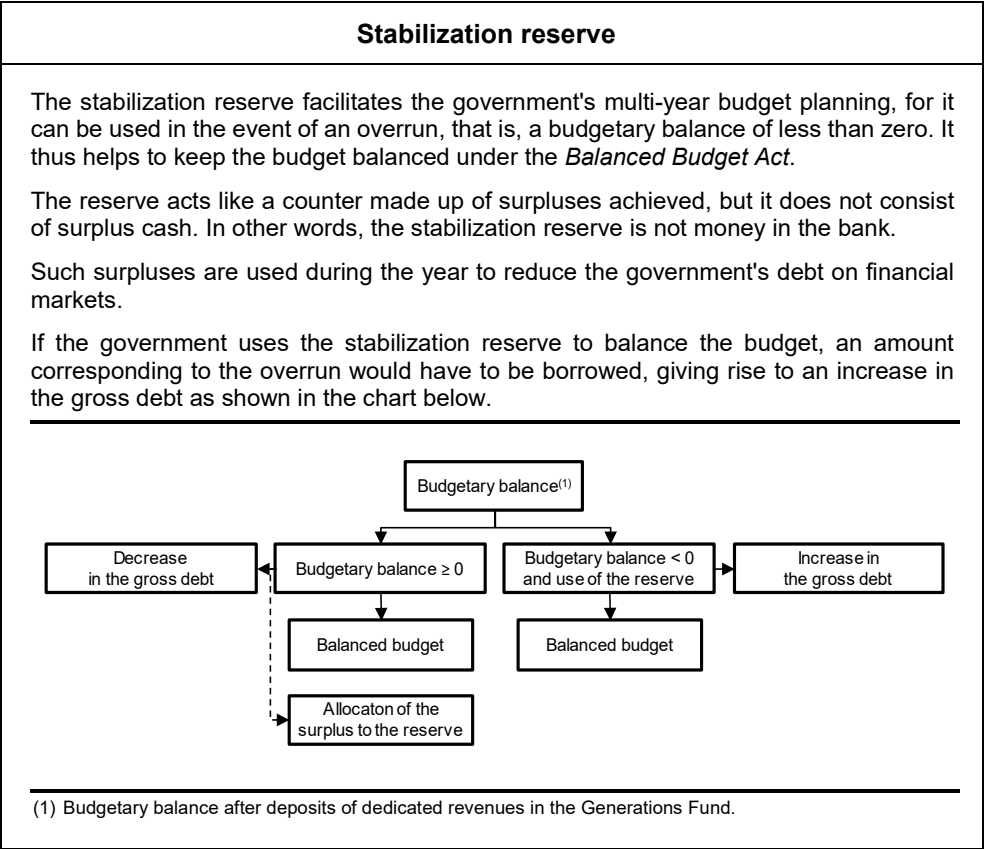 Stabilization reserve
The stabilization reserve facilitates the government's multi-year budget planning, for it
can be used in the event of an overrun, that is, a budgetary balance of less than zero. It
thus helps to keep the budget balanced under the Balanced Budget Act.
The reserve acts like a counter made up of surpluses achieved, but it does not consist
of surplus cash. In other words, the stabilization reserve is not money in the bank.
Such surpluses are used during the year to reduce the government's debt on financial
markets.
If the government uses the stabilization reserve to balance the budget, an amount
corresponding to the overrun would have to be borrowed, giving rise to an increase in
the gross debt as shown in the chart below.
Budgetary balance(1)
Decrease
in the gross debt
Budgetary balance ≥ 0
Budgetary balance < 0
and use of the reserve
Increase in
the gross debt
Balanced budget
Balanced budget
Allocaton of the
surplus to the reserve
(1) Budgetary balance after deposits of dedicated revenues in the Generations Fund.